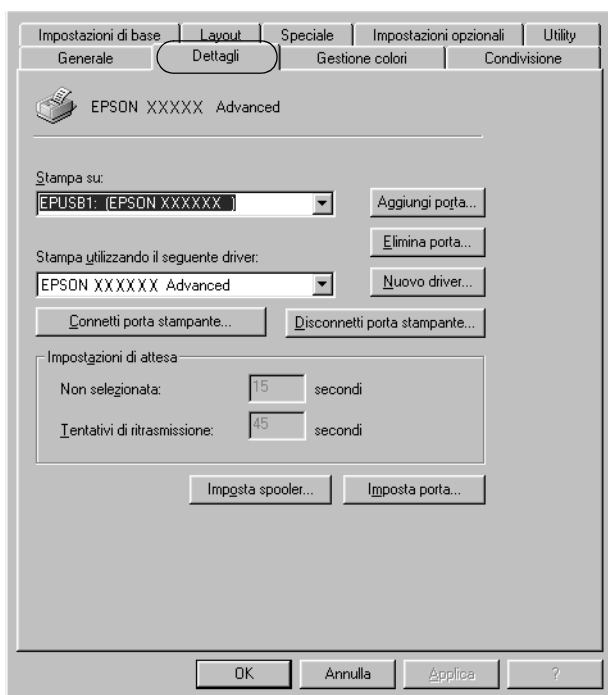 Impostazioni di base Layout Speciale Impostazioni opzionali Utility
Generale Dettagli Gestione colori Condivisione
EPSON XXXXX Advanced
Stampa su:
EPUSB1: (EPSON XXXXXX )
Aggiungi porta...
Elimina porta...
Stampa utilizzando il seguente driver:
EPSON XXXXXX Advanced
Nuovo driver...
Connetti porta stampante... Disconnetti porta stampante...
Impostazioni di attesa
Non selezionata: 15 secondi
Tentativi di ritrasmissione: 45 secondi
Imposta spooler... Imposta porta...
OK Annulla Applica ?